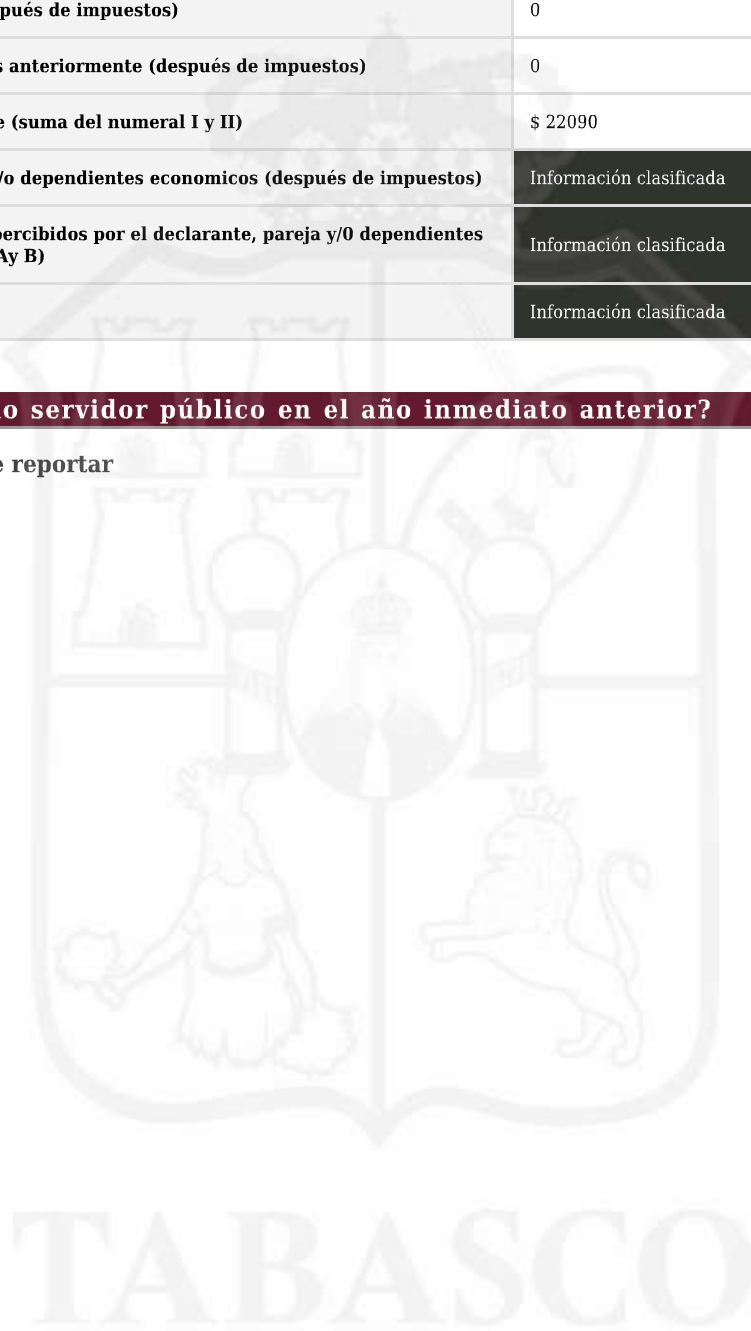 pués de impuestos) 0
s anteriormente (después de impuestos) 0
e (suma del numeral I y II) $ 22090
/o dependientes economicos (después de impuestos) Información clasificada
percibidos por el declarante, pareja y/0 dependientes Información clasificada
Ay B)
Información clasificada
o servidor público en el año inmediato anterior?
e reportar
TABASCO